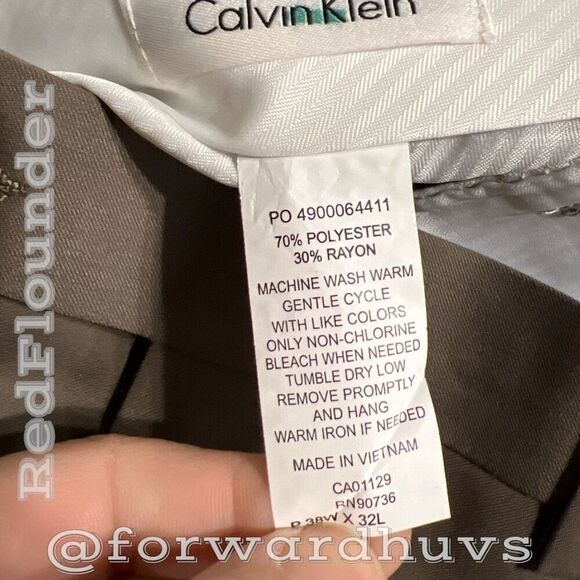 Calvin Klein
PO 4900064411
70% POLYESTER
30% RAYON
MACHINE WASH WARM
GENTLE CYCLE
WITH LIKE COLORS
ONLY NON-CHLORINE
BLEACH WHEN NEEDED
TUMBLE DRY LOW
REMOVE PROMPTLY
AND HANG
WARM IRON IF NEEDED
MADE IN VIETNAM
CA01129
RN90736
38W X 32L
RedFlounder
@forwardhuvs